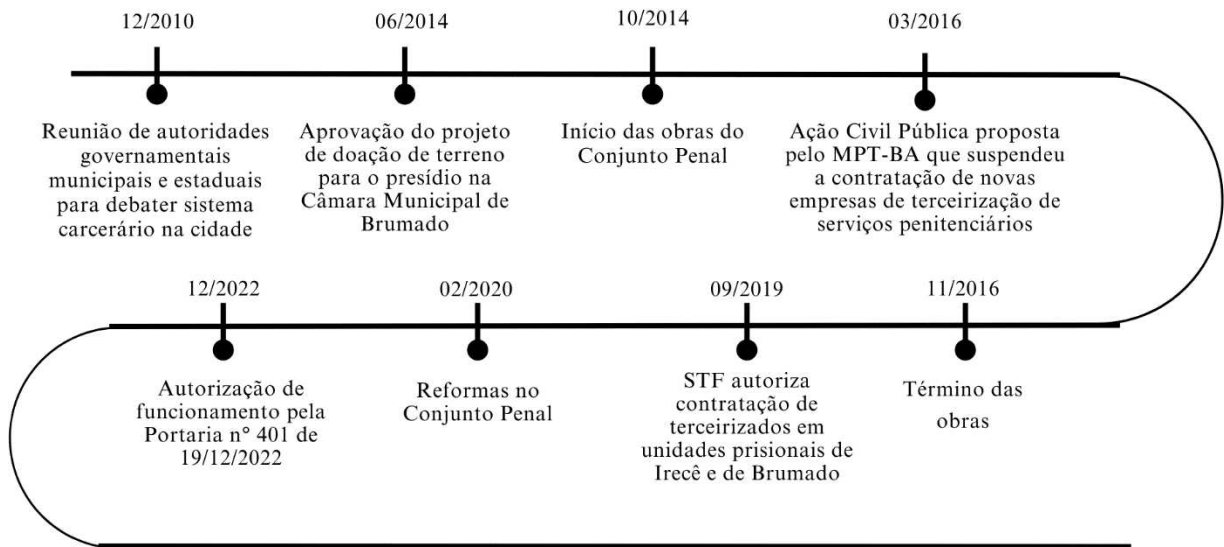 12/2010
Reunião de autoridades
governamentais
municipais e estaduais
para debater sistema
carcerário na cidade
06/2014
Aprovação do projeto
de doação de terreno
para o presídio na
Câmara Municipal de
Brumado
10/2014
Início das obras do
Conjunto Penal
03/2016
Ação Civil Pública proposta
pelo MPT-BA que suspendeu
a contratação de novas
empresas de terceirização de
serviços penitenciários
12/2022
Autorização de
funcionamento pela
Portaria n° 401 de
19/12/2022
02/2020
Reformas no
Conjunto Penal
09/2019
STF autoriza
contratação de
terceirizados em
unidades prisionais de
Irecê e de Brumado
11/2016
Término das
obras